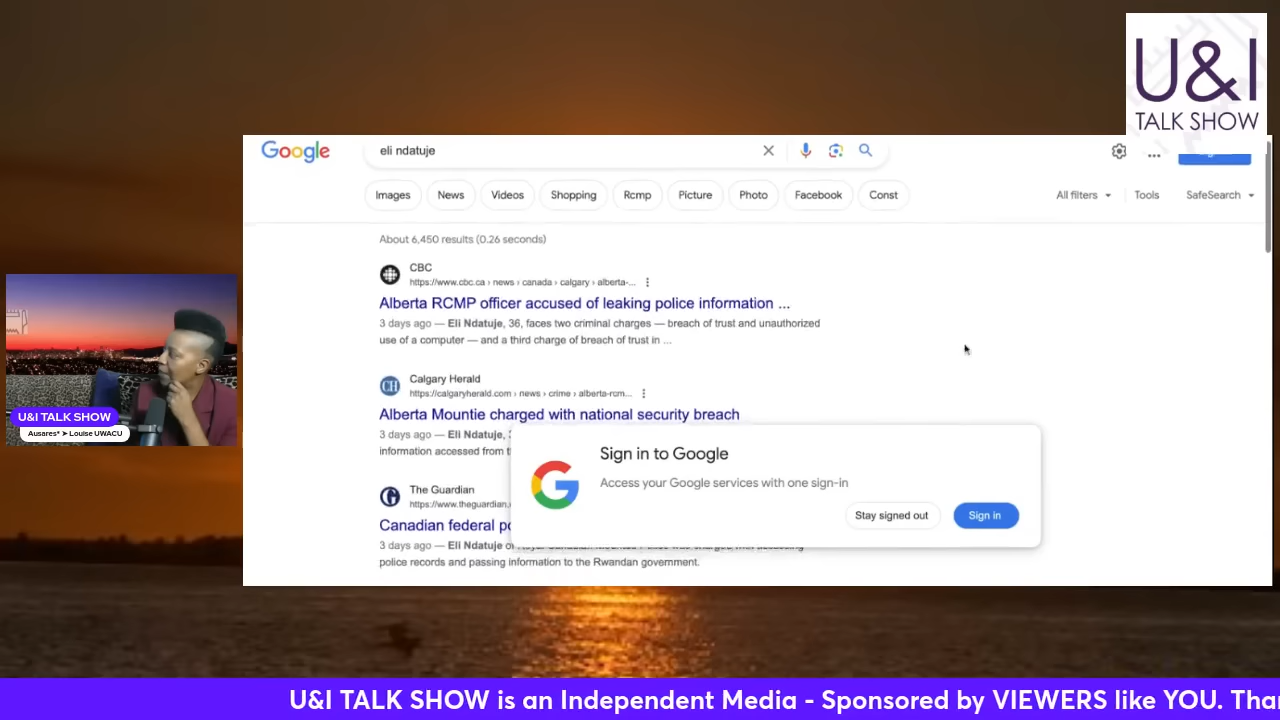 U&I
TALK SHOW
Google
eli ndatuje
Images
News
Videos
Shopping
Rcmp
Picture
Photo
Facebook
Const
All filters
Tools
SafeSearch
About 6,450 results (0.26 seconds)
CBC
https://www.cbc.ca › news › canada › calgary › alberta-...
Alberta RCMP officer accused of leaking police information ...
3 days ago — Eli Ndatuje, 36, faces two criminal charges — breach of trust and unauthorized
use of a computer — and a third charge of breach of trust in ...
Calgary Herald
https://calgaryherald.com › news › crime › alberta-rcm...
Alberta Mountie charged with national security breach
3 days ago — Eli Ndatuje,
information accessed from
The Guardian
https://www.theguardian.
Canadian federal
3 days ago — Eli Ndatuje
police records and passing information to the Rwandan government.
Sign in to Google
Access your Google services with one sign-in
Stay signed out
Sign in
U&I TALK SHOW
Ausares* ➤ Louise UWACU
U&I TALK SHOW is an Independent Media - Sponsored by VIEWERS like YOU.